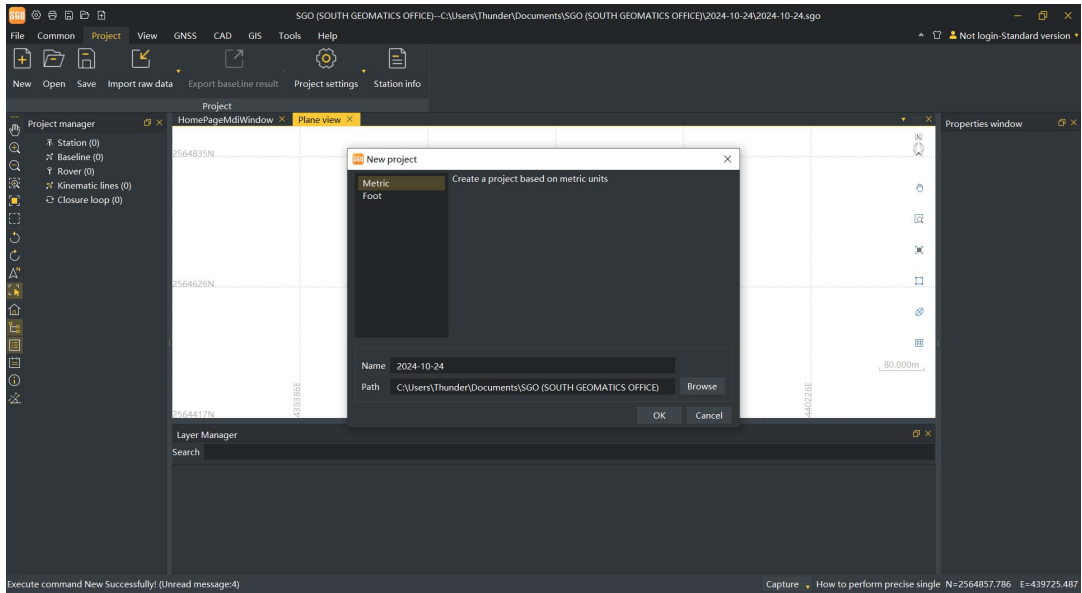 SGO
SGO (SOUTH GEOMATICS OFFICE)--C:\Users\Thunder\Documents\SGO (SOUTH GEOMATICS OFFICE)\2024-10-24\2024-10-24.sgo
File Common Project View GNSS CAD GIS Tools Help
Not login-Standard version
New Open Save Import raw data Export baseLine result Project settings Station info
Project
Project manager
HomePageMdiWindow Plane view
Properties window
Station (0)
Baseline (0)
Rover (0)
Kinematic lines (0)
Closure loop (0)
2564835N
2564626N
2564417N
439386E
440226E
N
80.000m
SGO New project
Metric
Foot
Create a project based on metric units
Name 2024-10-24
Path C:\Users\Thunder\Documents\SGO (SOUTH GEOMATICS OFFICE) Browse
OK Cancel
Layer Manager
Search
Execute command New Successfully! (Unread message:4)
Capture How to perform precise single N=2564857.786 E=439725.487